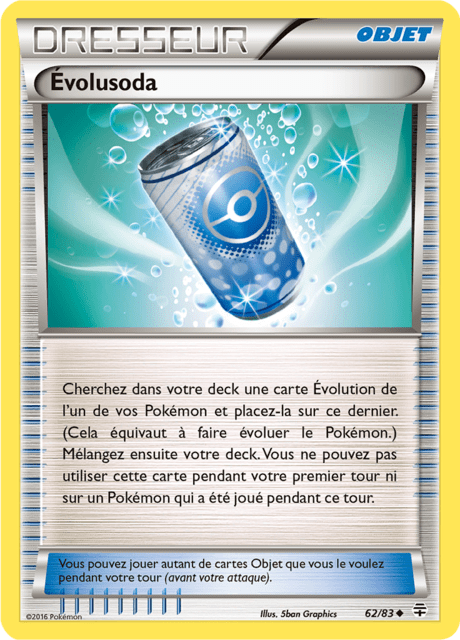 DRESSEUR
OBJET
Évolusoda
Cherchez dans votre deck une carte Évolution de
l'un de vos Pokémon et placez-la sur ce dernier.
(Cela équivaut à faire évoluer le Pokémon.)
Mélangez ensuite votre deck. Vous ne pouvez pas
utiliser cette carte pendant votre premier tour ni
sur un Pokémon qui a été joué pendant ce tour.
Vous pouvez jouer autant de cartes Objet que vous le voulez
pendant votre tour (avant votre attaque).
©2016 Pokémon
Illus. 5ban Graphics
62/83